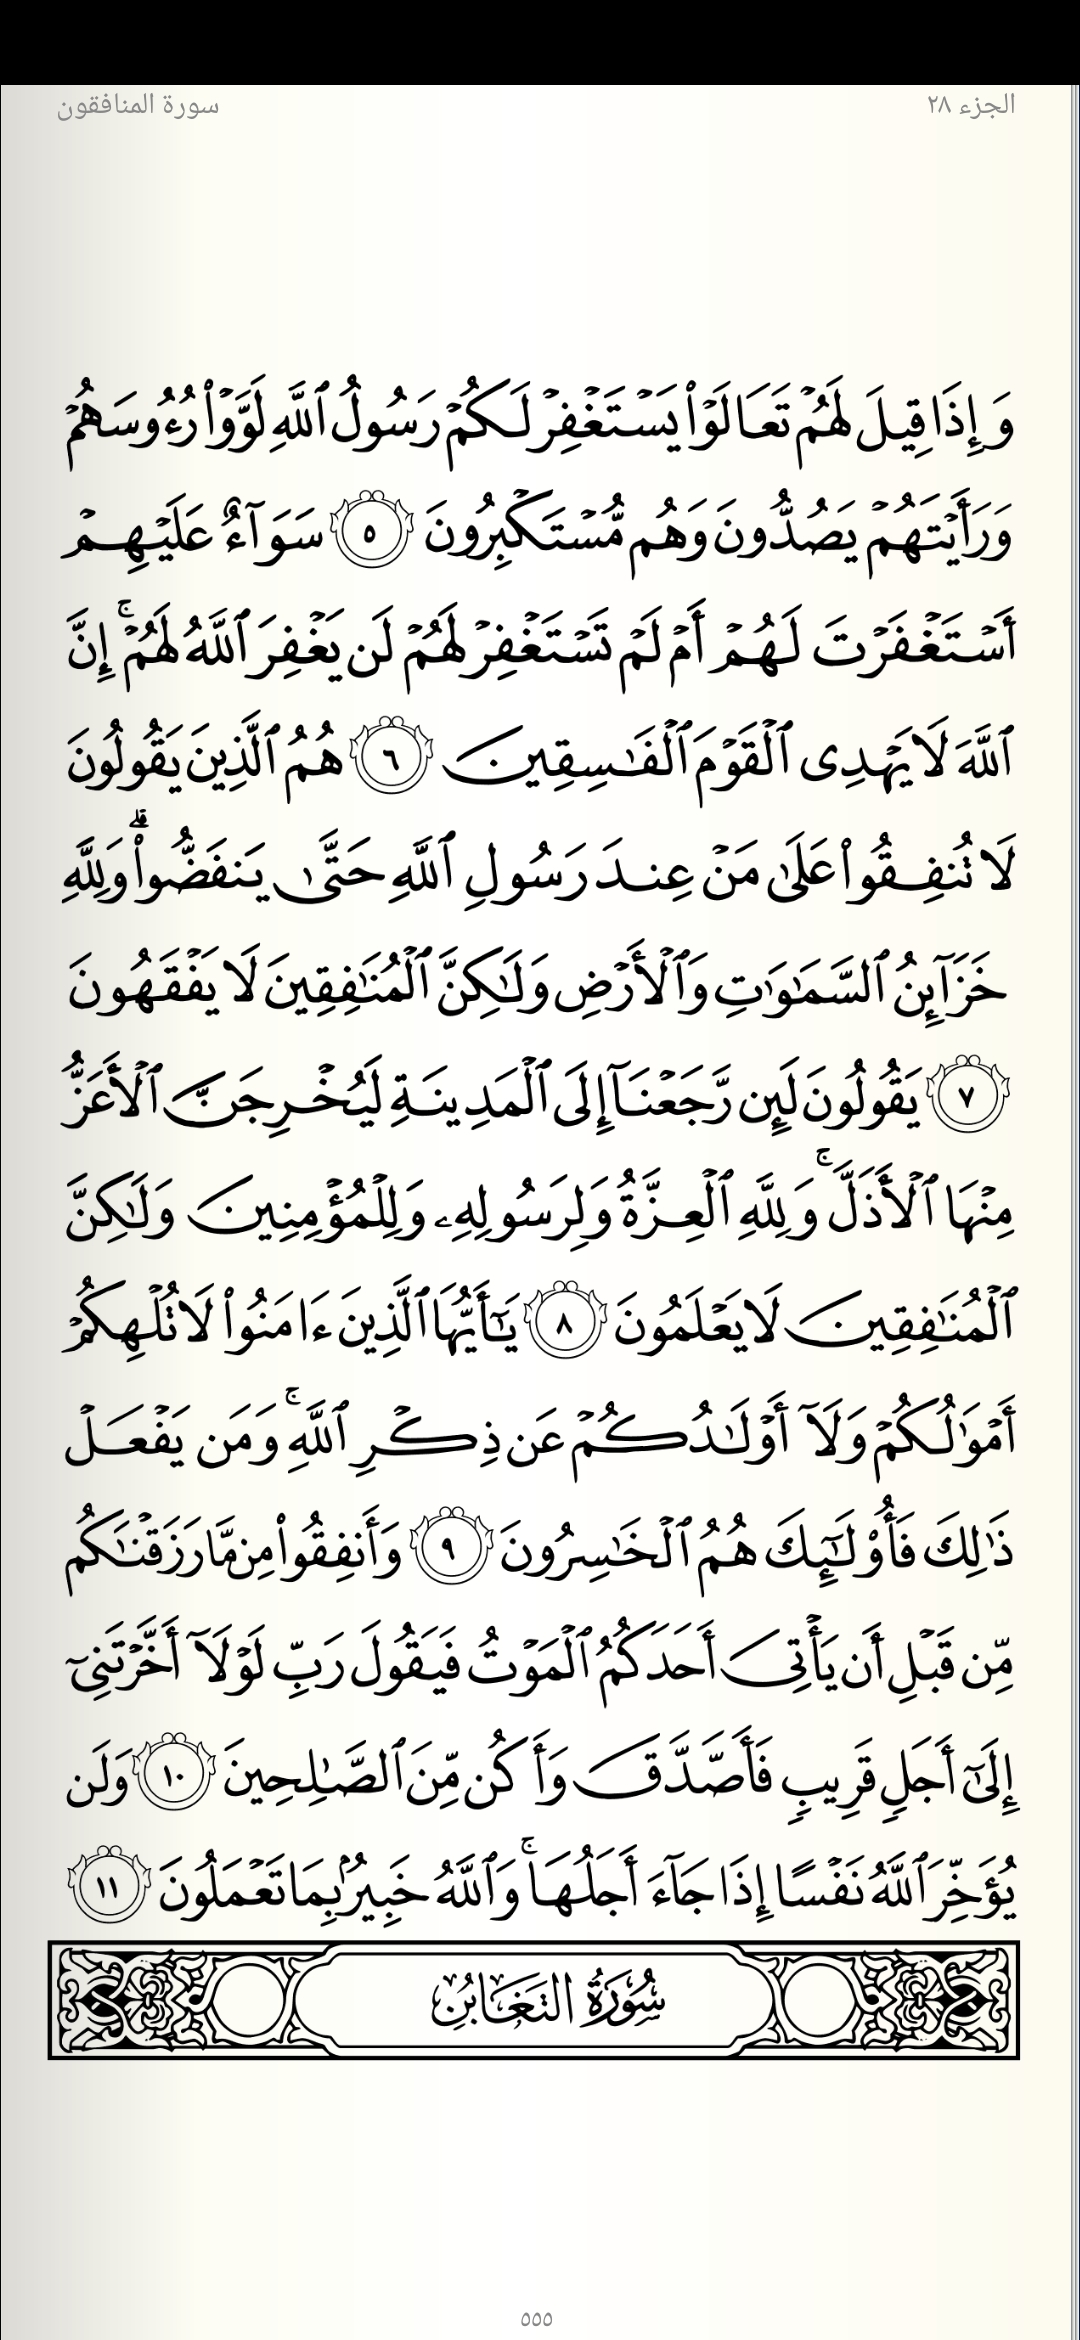 الجزء ٢٨
سورة المنافقون
وَإِذَا قِيلَ لَهُمۡ تَعَالَوۡاْ يَسۡتَغۡفِرۡ لَكُمۡ رَسُولُ ٱللَّهِ لَوَّوۡاْ رُءُوسَهُمۡ
وَرَأَيۡتَهُمۡ يَصُدُّونَ وَهُم مُّسۡتَكۡبِرُونَ ٥ سَوَآءٌ عَلَيۡهِمۡ
أَسۡتَغۡفَرۡتَ لَهُمۡ أَمۡ لَمۡ تَسۡتَغۡفِرۡ لَهُمۡ لَن يَغۡفِرَ ٱللَّهُ لَهُمۡۚ إِنَّ
ٱللَّهَ لَا يَهۡدِى ٱلۡقَوۡمَ ٱلۡفَٰسِقِينَ ٦ هُمُ ٱلَّذِينَ يَقُولُونَ
لَا تُنفِقُواْ عَلَىٰ مَنۡ عِندَ رَسُولِ ٱللَّهِ حَتَّىٰ يَنفَضُّواْۗ وَلِلَّهِ
خَزَآئِنُ ٱلسَّمَٰوَٰتِ وَٱلۡأَرۡضِ وَلَٰكِنَّ ٱلۡمُنَٰفِقِينَ لَا يَفۡقَهُونَ
٧ يَقُولُونَ لَئِن رَّجَعۡنَآ إِلَى ٱلۡمَدِينَةِ لَيُخۡرِجَنَّ ٱلۡأَعَزُّ
مِنۡهَا ٱلۡأَذَلَّۚ وَلِلَّهِ ٱلۡعِزَّةُ وَلِرَسُولِهِۦ وَلِلۡمُؤۡمِنِينَ وَلَٰكِنَّ
ٱلۡمُنَٰفِقِينَ لَا يَعۡلَمُونَ ٨ يَٰٓأَيُّهَا ٱلَّذِينَ ءَامَنُواْ لَا تُلۡهِكُمۡ
أَمۡوَٰلُكُمۡ وَلَآ أَوۡلَٰدُكُمۡ عَن ذِكۡرِ ٱللَّهِۚ وَمَن يَفۡعَلۡ
ذَٰلِكَ فَأُوْلَٰٓئِكَ هُمُ ٱلۡخَٰسِرُونَ ٩ وَأَنفِقُواْ مِن مَّا رَزَقۡنَٰكُم
مِّن قَبۡلِ أَن يَأۡتِىَ أَحَدَكُمُ ٱلۡمَوۡتُ فَيَقُولَ رَبِّ لَوۡلَآ أَخَّرۡتَنِىٓ
إِلَىٰٓ أَجَلٍ قَرِيبٍ فَأَصَّدَّقَ وَأَكُن مِّنَ ٱلصَّٰلِحِينَ ١٠ وَلَن
يُؤَخِّرَ ٱللَّهُ نَفۡسًا إِذَا جَآءَ أَجَلُهَاۚ وَٱللَّهُ خَبِيرُۢ بِمَا تَعۡمَلُونَ ١١
سُورَةُ التَّغَابُنِ
٥٥٥